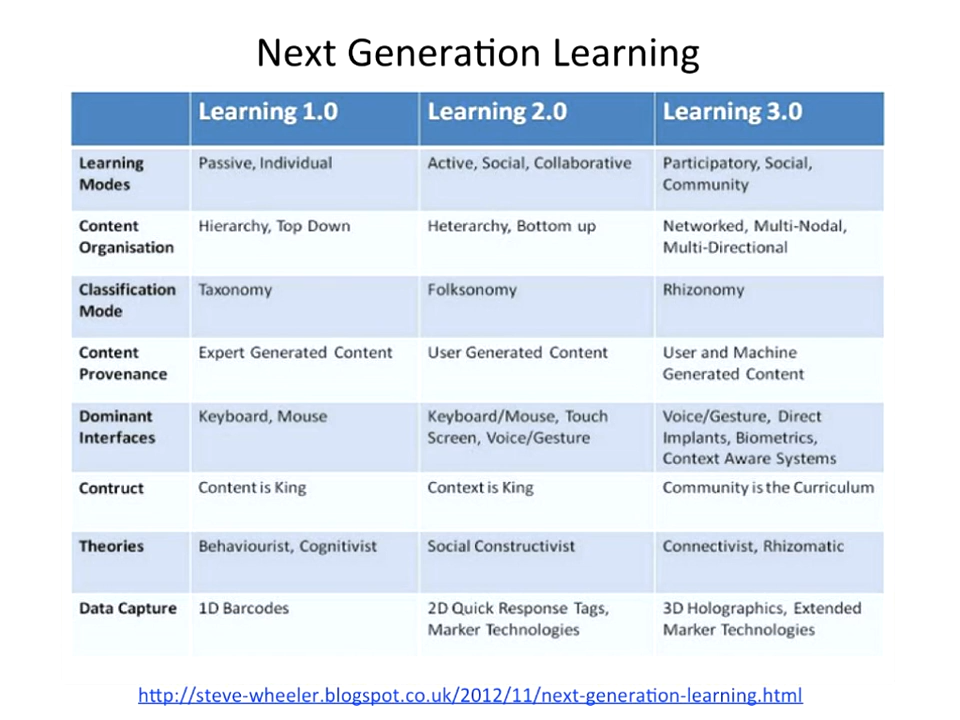 Next Generation Learning
Learning 1.0 Learning 2.0 Learning 3.0
Learning Modes Passive, Individual Active, Social, Collaborative Participatory, Social, Community
Content Organisation Hierarchy, Top Down Heterarchy, Bottom up Networked, Multi-Nodal, Multi-Directional
Classification Mode Taxonomy Folksonomy Rhizonomy
Content Provenance Expert Generated Content User Generated Content User and Machine Generated Content
Dominant Interfaces Keyboard, Mouse Keyboard/Mouse, Touch Screen, Voice/Gesture Voice/Gesture, Direct Implants, Biometrics, Context Aware Systems
Contruct Content is King Context is King Community is the Curriculum
Theories Behaviourist, Cognitivist Social Constructivist Connectivist, Rhizomatic
Data Capture 1D Barcodes 2D Quick Response Tags, Marker Technologies 3D Holographics, Extended Marker Technologies
http://steve-wheeler.blogspot.co.uk/2012/11/next-generation-learning.html